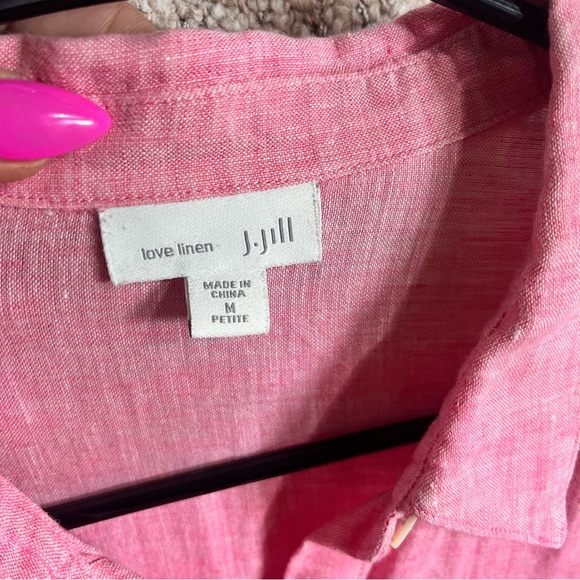 love linen J.Jill
MADE IN
CHINA
M
PETITE